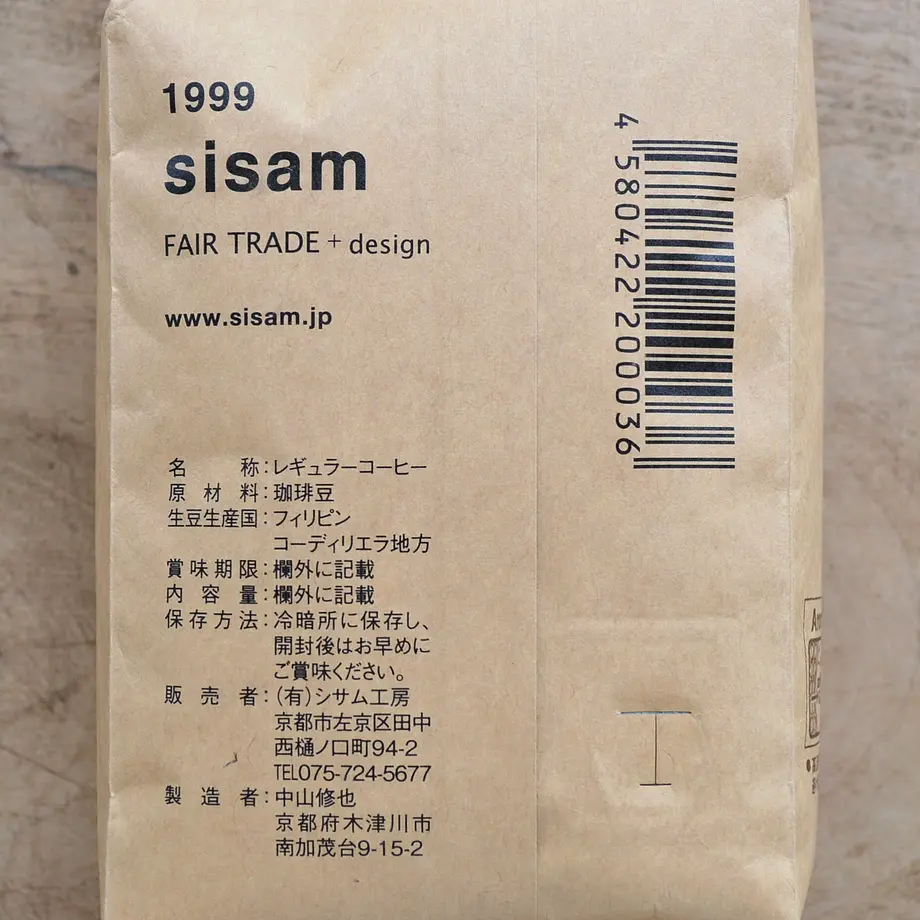 1999
sisam
FAIR TRADE + design
www.sisam.jp
4 580422 200036
名称：レギュラーコーヒー
原材料：珈琲豆
生豆生産国：フィリピン
コーディリエラ地方
賞味期限：欄外に記載
内容量：欄外に記載
保存方法：冷暗所に保存し、
開封後はお早めに
ご賞味ください。
販売者：（有）シサム工房
京都市左京区田中
西樋ノ口町94-2
TEL075-724-5677
製造者：中山修也
京都府木津川市
南加茂台9-15-2